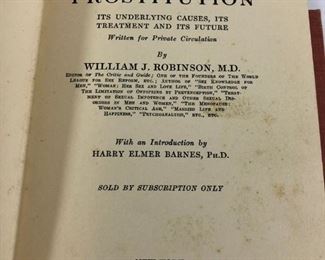 PROSTITUTION
ITS UNDERLYING CAUSES, ITS
TREATMENT AND ITS FUTURE
Written for Private Circulation
By
WILLIAM J. ROBINSON, M.D.
Editor of The Critic and Guide; One of the Founders of The World
League for Sex Reform, etc.; Author of "Sex Knowledge for
Men," "Woman: Her Sex and Love Life," "Birth Control or
The Limitation of Offspring by Prevenception," "Treat-
ment of Sexual Impotence and Other Sexual Dis-
orders in Men and Women," "The Menopause:
Woman's Critical Age," "Married Life and
Happiness," "Psychoanalysis," etc., etc.
With an Introduction by
HARRY ELMER BARNES, Ph.D.
SOLD BY SUBSCRIPTION ONLY